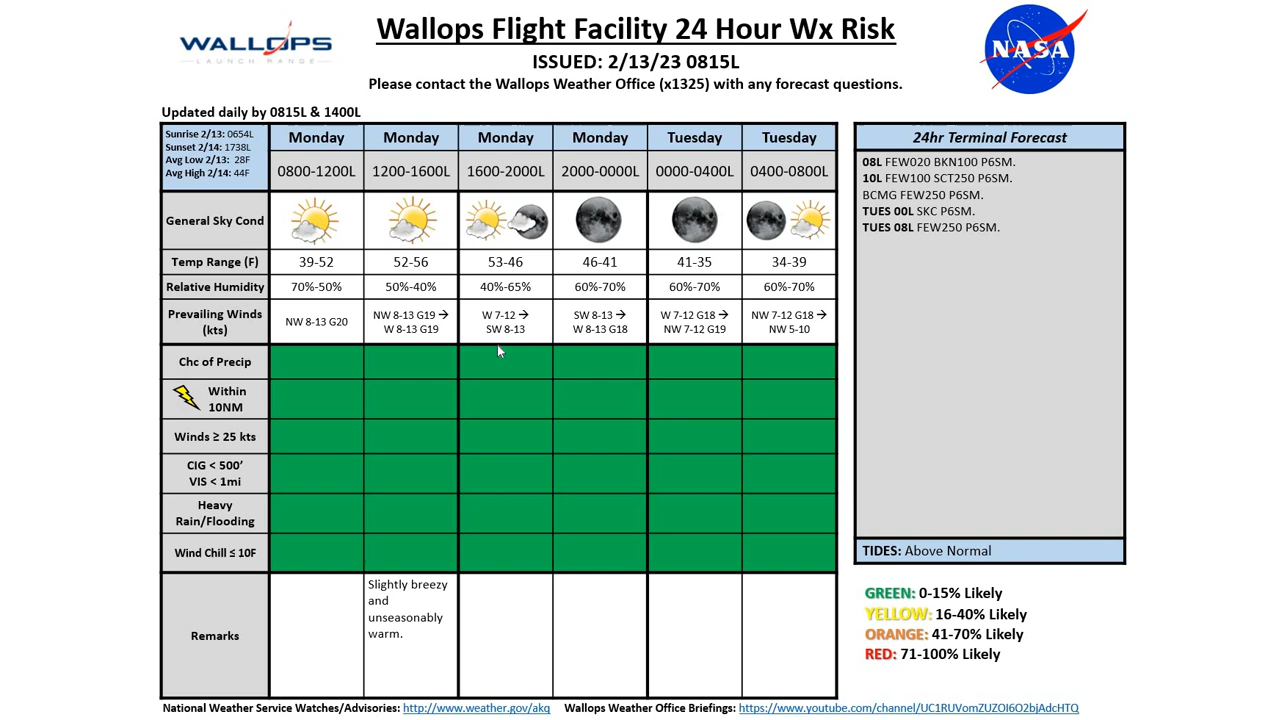 WALLOPS
LAUNCH RANGE
Wallops Flight Facility 24 Hour Wx Risk
ISSUED: 2/13/23 0815L
Please contact the Wallops Weather Office (x1325) with any forecast questions.
NASA
Updated daily by 0815L & 1400L
Sunrise 2/13: 0654L
Sunset 2/14: 1738L
Avg Low 2/13: 28F
Avg High 2/14: 44F
Monday Monday Monday Monday Tuesday Tuesday
0800-1200L 1200-1600L 1600-2000L 2000-0000L 0000-0400L 0400-0800L
General Sky Cond
Temp Range (F) 39-52 52-56 53-46 46-41 41-35 34-39
Relative Humidity 70%-50% 50%-40% 40%-65% 60%-70% 60%-70% 60%-70%
Prevailing Winds (kts) NW 8-13 G20 NW 8-13 G19 → W 8-13 G19 W 7-12 → SW 8-13 SW 8-13 → W 8-13 G18 W 7-12 G18 → NW 7-12 G19 NW 7-12 G18 → NW 5-10
Chc of Precip
Within
10NM
Winds ≥ 25 kts
CIG < 500’
VIS < 1mi
Heavy
Rain/Flooding
Wind Chill ≤ 10F
Remarks
Slightly breezy
and
unseasonably
warm.
24hr Terminal Forecast
08L FEW020 BKN100 P6SM.
10L FEW100 SCT250 P6SM.
BCMG FEW250 P6SM.
TUES 00L SKC P6SM.
TUES 08L FEW250 P6SM.
TIDES: Above Normal
GREEN: 0-15% Likely
YELLOW: 16-40% Likely
ORANGE: 41-70% Likely
RED: 71-100% Likely
National Weather Service Watches/Advisories: http://www.weather.gov/akq Wallops Weather Office Briefings: https://www.youtube.com/channel/UC1RUVomZUZOI6O2bjAdcHTQ